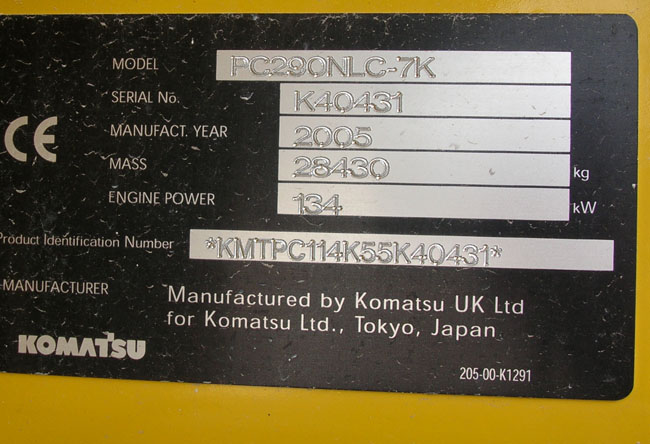 MODEL PC290NLC-7K
SERIAL No. K40431
CE MANUFACT. YEAR 2005
MASS 28430 kg
ENGINE POWER 134 kW
Product Identification Number *KMTPC114K55K40431*
MANUFACTURER Manufactured by Komatsu UK Ltd
for Komatsu Ltd., Tokyo, Japan
KOMATSU
205-00-K1291